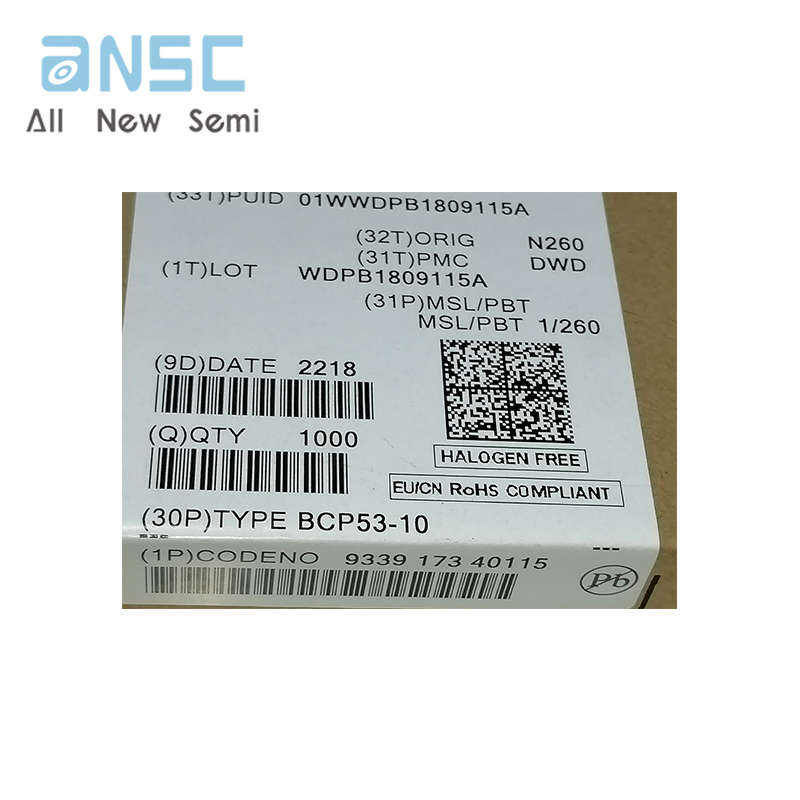 aNSC
All New Semi
(33T)PUID 01WWDPB1809115A
(32T)ORIG N260
(31T)PMC DWD
(1T)LOT WDPB1809115A
(31P)MSL/PBT
MSL/PBT 1/260
(9D)DATE 2218
(Q)QTY 1000
HALOGEN FREE
EU/CN RoHS COMPLIANT
(30P)TYPE BCP53-10
(1P)CODENO 9339 173 40115
Pb